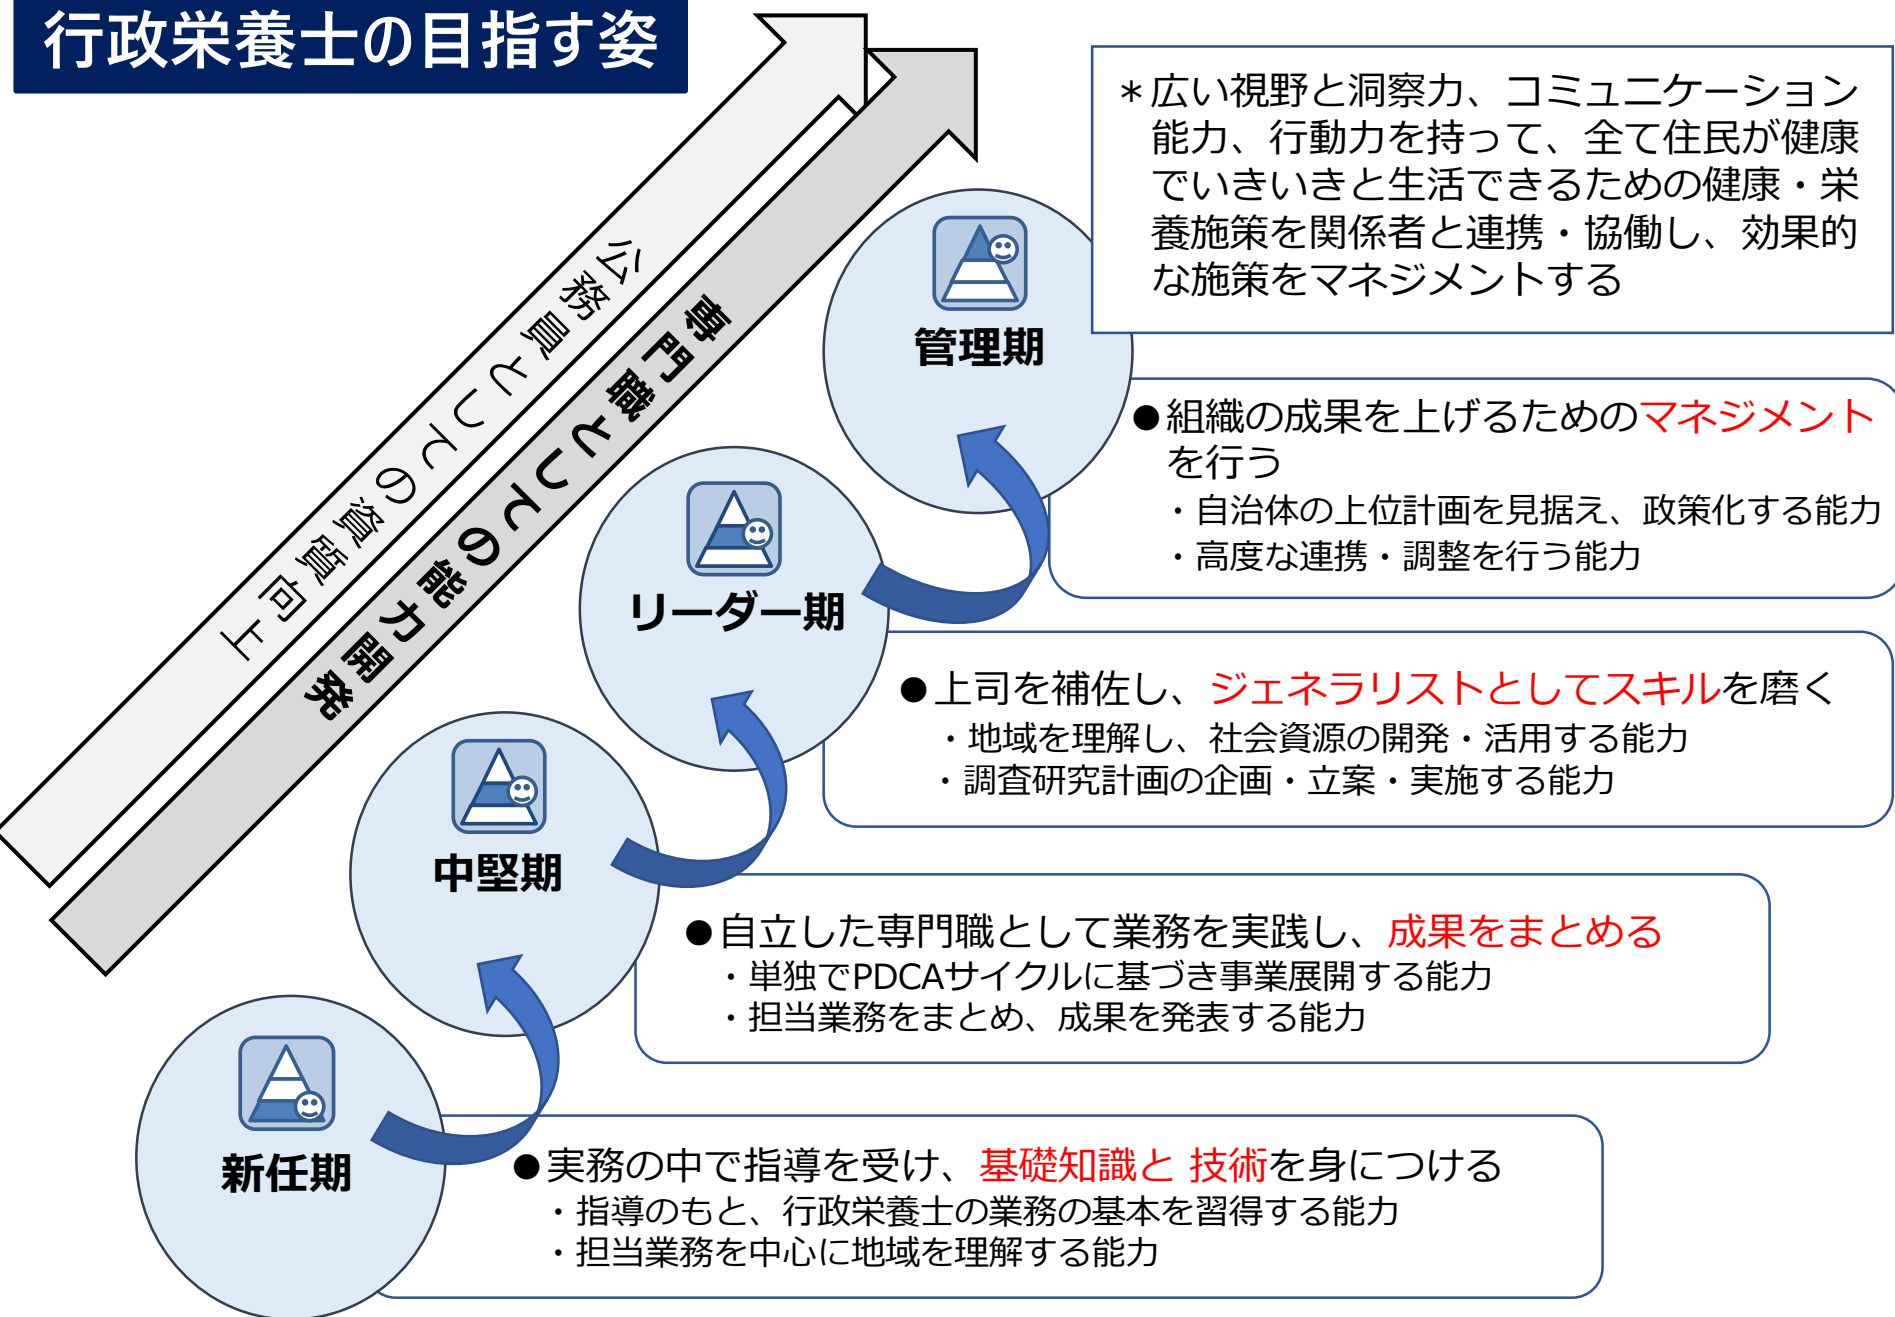 行政栄養士の目指す姿
公務員としての資質向上
専門職としての能力開発
＊広い視野と洞察力、コミュニケーション
能力、行動力を持って、全て住民が健康
でいきいきと生活できるための健康・栄
養施策を関係者と連携・協働し、効果的
な施策をマネジメントする
管理期
●組織の成果を上げるためのマネジメント
を行う
・自治体の上位計画を見据え、政策化する能力
・高度な連携・調整を行う能力
リーダー期
●上司を補佐し、ジェネラリストとしてスキルを磨く
・地域を理解し、社会資源の開発・活用する能力
・調査研究計画の企画・立案・実施する能力
中堅期
●自立した専門職として業務を実践し、成果をまとめる
・単独でPDCAサイクルに基づき事業展開する能力
・担当業務をまとめ、成果を発表する能力
新任期
●実務の中で指導を受け、基礎知識と 技術を身につける
・指導のもと、行政栄養士の業務の基本を習得する能力
・担当業務を中心に地域を理解する能力